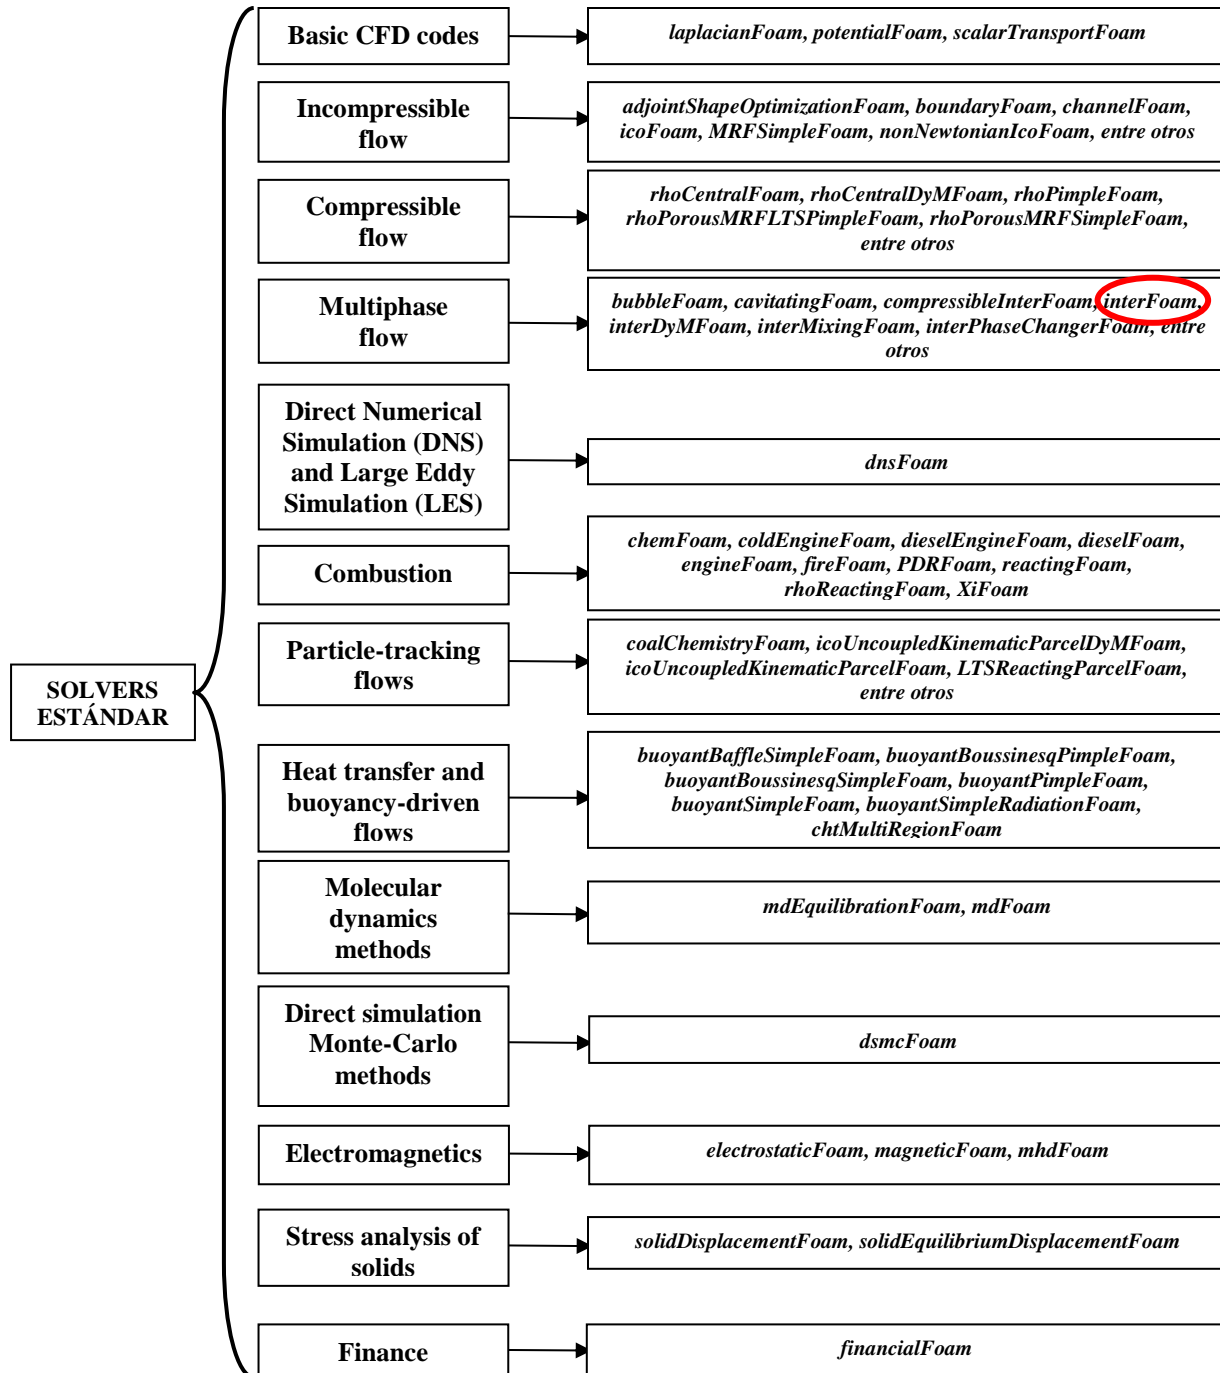 SOLVERS
ESTÁNDAR
Basic CFD codes
laplacianFoam, potentialFoam, scalarTransportFoam
Incompressible
flow
adjointShapeOptimizationFoam, boundaryFoam, channelFoam,
icoFoam, MRFSimpleFoam, nonNewtonianIcoFoam, entre otros
Compressible
flow
rhoCentralFoam, rhoCentralDyMFoam, rhoPimpleFoam,
rhoPorousMRFLTSPimpleFoam, rhoPorousMRFSimpleFoam,
entre otros
Multiphase
flow
bubbleFoam, cavitatingFoam, compressibleInterFoam, interFoam,
interDyMFoam, interMixingFoam, interPhaseChangerFoam, entre
otros
Direct Numerical
Simulation (DNS)
and Large Eddy
Simulation (LES)
dnsFoam
Combustion
chemFoam, coldEngineFoam, dieselEngineFoam, dieselFoam,
engineFoam, fireFoam, PDRFoam, reactingFoam,
rhoReactingFoam, XiFoam
Particle-tracking
flows
coalChemistryFoam, icoUncoupledKinematicParcelDyMFoam,
icoUncoupledKinematicParcelFoam, LTSReactingParcelFoam,
entre otros
Heat transfer and
buoyancy-driven
flows
buoyantBaffleSimpleFoam, buoyantBoussinesqPimpleFoam,
buoyantBoussinesqSimpleFoam, buoyantPimpleFoam,
buoyantSimpleFoam, buoyantSimpleRadiationFoam,
chtMultiRegionFoam
Molecular
dynamics
methods
mdEquilibrationFoam, mdFoam
Direct simulation
Monte-Carlo
methods
dsmcFoam
Electromagnetics
electrostaticFoam, magneticFoam, mhdFoam
Stress analysis of
solids
solidDisplacementFoam, solidEquilibriumDisplacementFoam
Finance
financialFoam